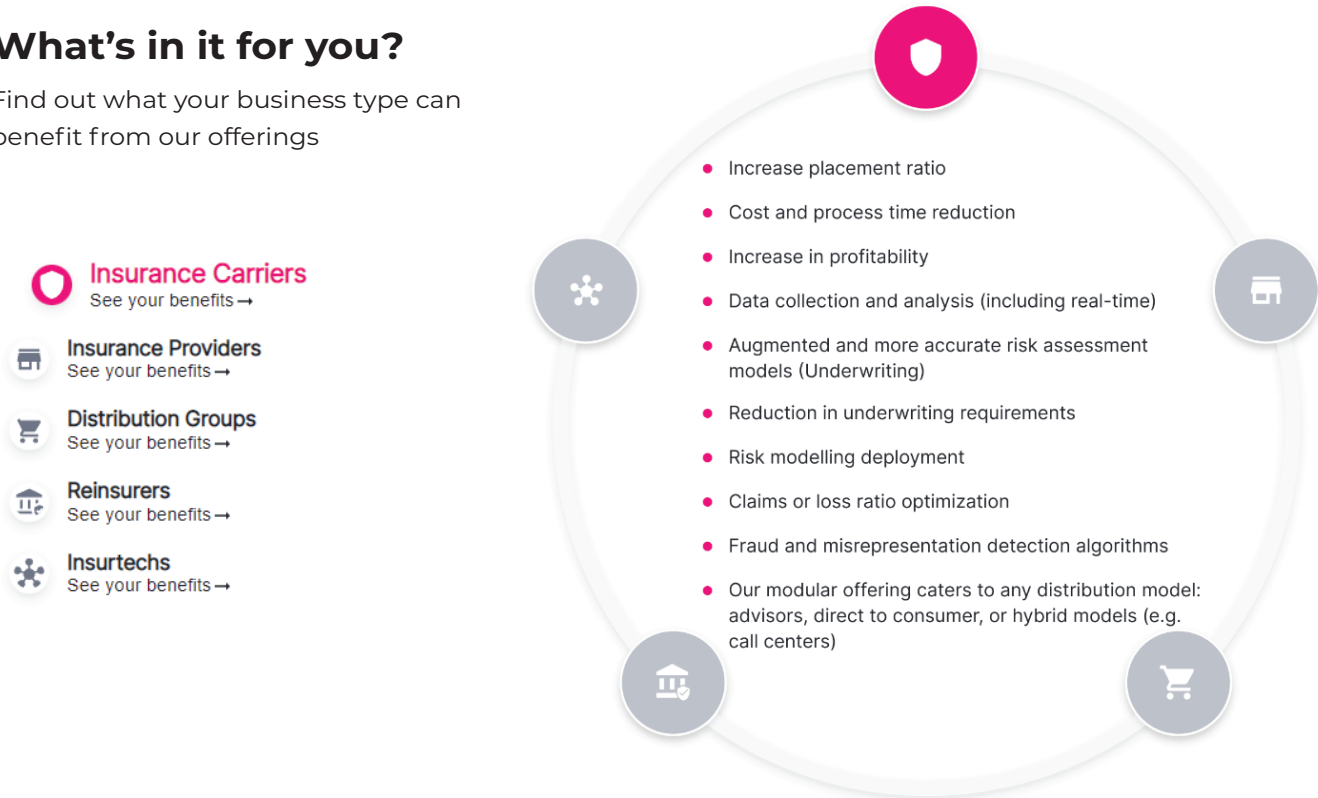 What's in it for you?
Find out what your business type can
benefit from our offerings
Insurance Carriers
See your benefits→
Insurance Providers
See your benefits→
Distribution Groups
See your benefits→
Reinsurers
See your benefits→
Insurtechs
See your benefits→
Increase placement ratio
Cost and process time reduction
Increase in profitability
Data collection and analysis (including real-time)
Augmented and more accurate risk assessment
models (Underwriting)
Reduction in underwriting requirements
Risk modelling deployment
Claims or loss ratio optimization
Fraud and misrepresentation detection algorithms
Our modular offering caters to any distribution model:
advisors, direct to consumer, or hybrid models (e.g.
call centers)